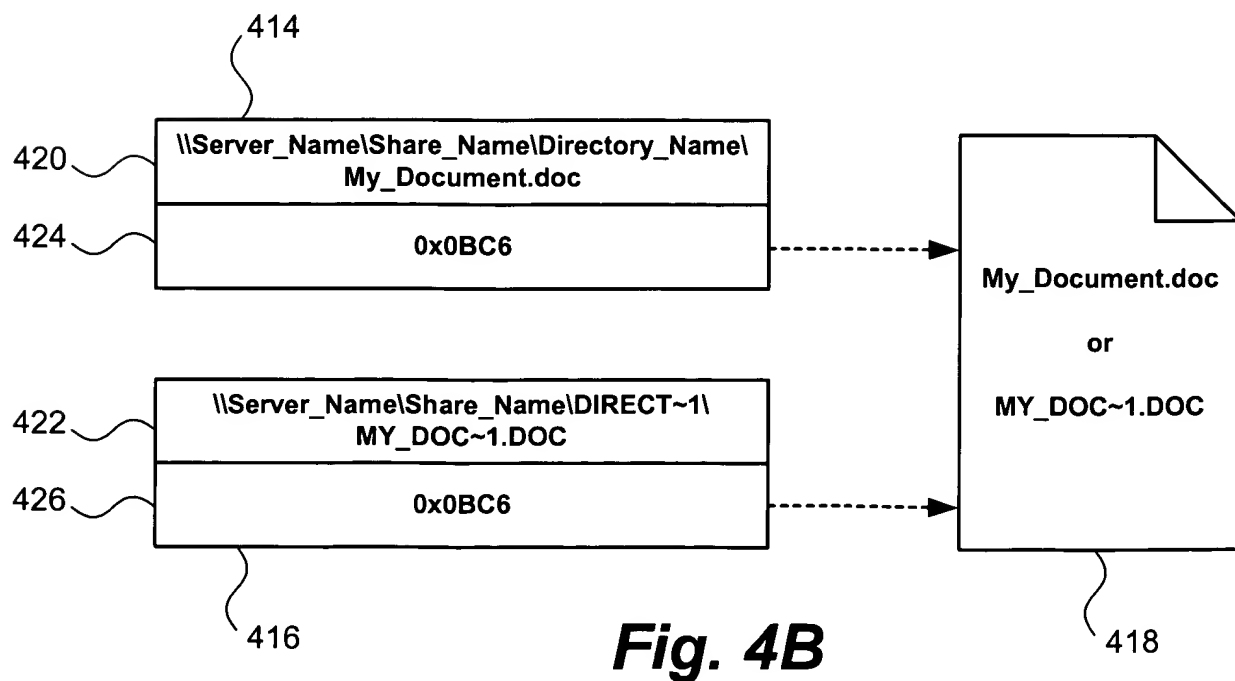 414
420
\\Server_Name\Share_Name\Directory_Name\
My_Document.doc
424
0x0BC6
My_Document.doc
or
MY_DOC~1.DOC
422
\\Server_Name\Share_Name\DIRECT~1\
MY_DOC~1.DOC
426
0x0BC6
416
418
Fig. 4B